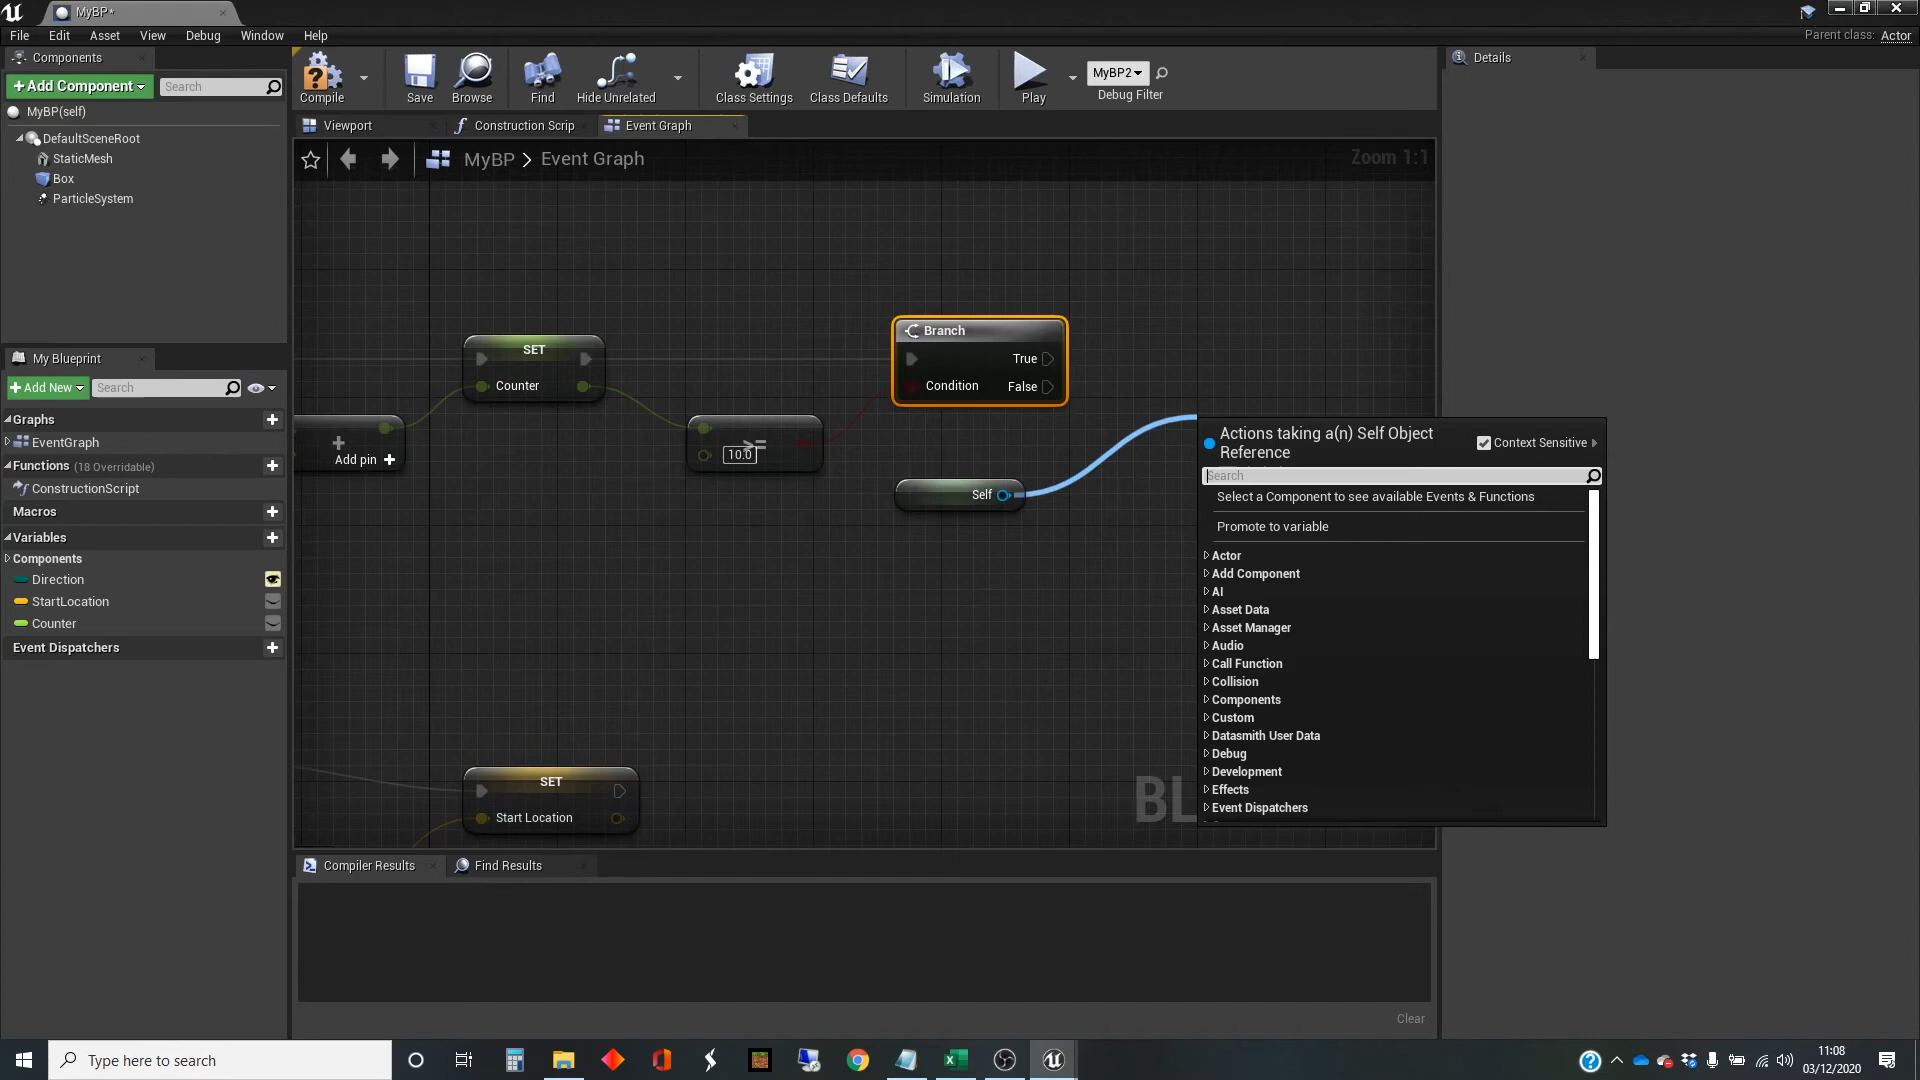 MyBP*
File Edit Asset View Debug Window Help
Parent class: Actor
Components
+ Add Component
Search
MyBP(self)
DefaultSceneRoot
StaticMesh
Box
ParticleSystem
Compile
Save
Browse
Find
Hide Unrelated
Class Settings
Class Defaults
Simulation
Play
MyBP2
Debug Filter
Details
Viewport
Construction Scrip
Event Graph
MyBP > Event Graph
Zoom 1:1
My Blueprint
+ Add New
Search
Graphs
EventGraph
Functions (18 Overridable)
ConstructionScript
Macros
Variables
Components
Direction
StartLocation
Counter
Event Dispatchers
SET
Counter
Add pin +
>=
10.0
Branch
True
Condition
False
Self
SET
Start Location
BL
Actions taking a(n) Self Object
Reference
Context Sensitive
Search
Select a Component to see available Events & Functions
Promote to variable
Actor
Add Component
AI
Asset Data
Asset Manager
Audio
Call Function
Collision
Components
Custom
Datasmith User Data
Debug
Development
Effects
Event Dispatchers
Compiler Results
Find Results
Clear
Type here to search
11:08
03/12/2020